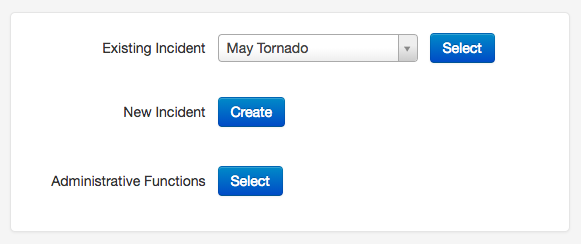 Existing Incident May Tornado Select
New Incident Create
Administrative Functions Select